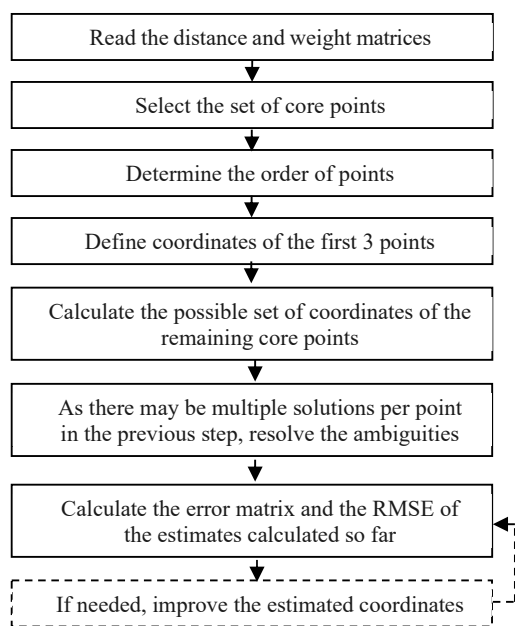 Read the distance and weight matrices
Select the set of core points
Determine the order of points
Define coordinates of the first 3 points
Calculate the possible set of coordinates of the
remaining core points
As there may be multiple solutions per point
in the previous step, resolve the ambiguities
Calculate the error matrix and the RMSE of
the estimates calculated so far
If needed, improve the estimated coordinates